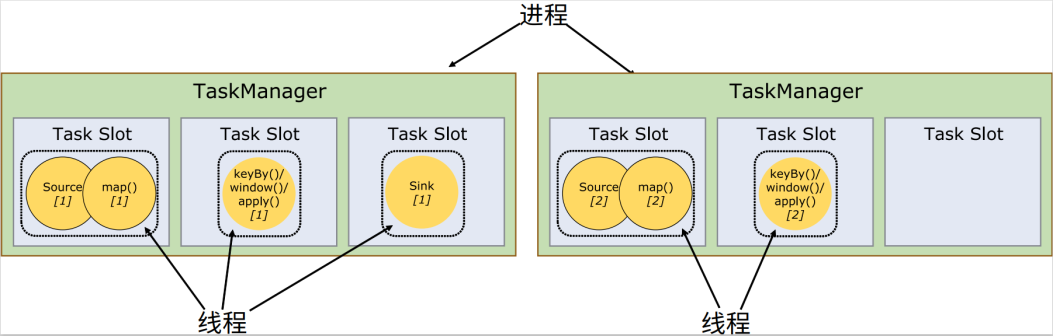 进程
TaskManager
Task Slot
Source
[1]
map()
[1]
Task Slot
keyBy()/
window()/
apply()
[1]
Task Slot
Sink
[1]
TaskManager
Task Slot
Source
[2]
map()
[2]
Task Slot
keyBy()/
window()/
apply()
[2]
Task Slot
线程
线程